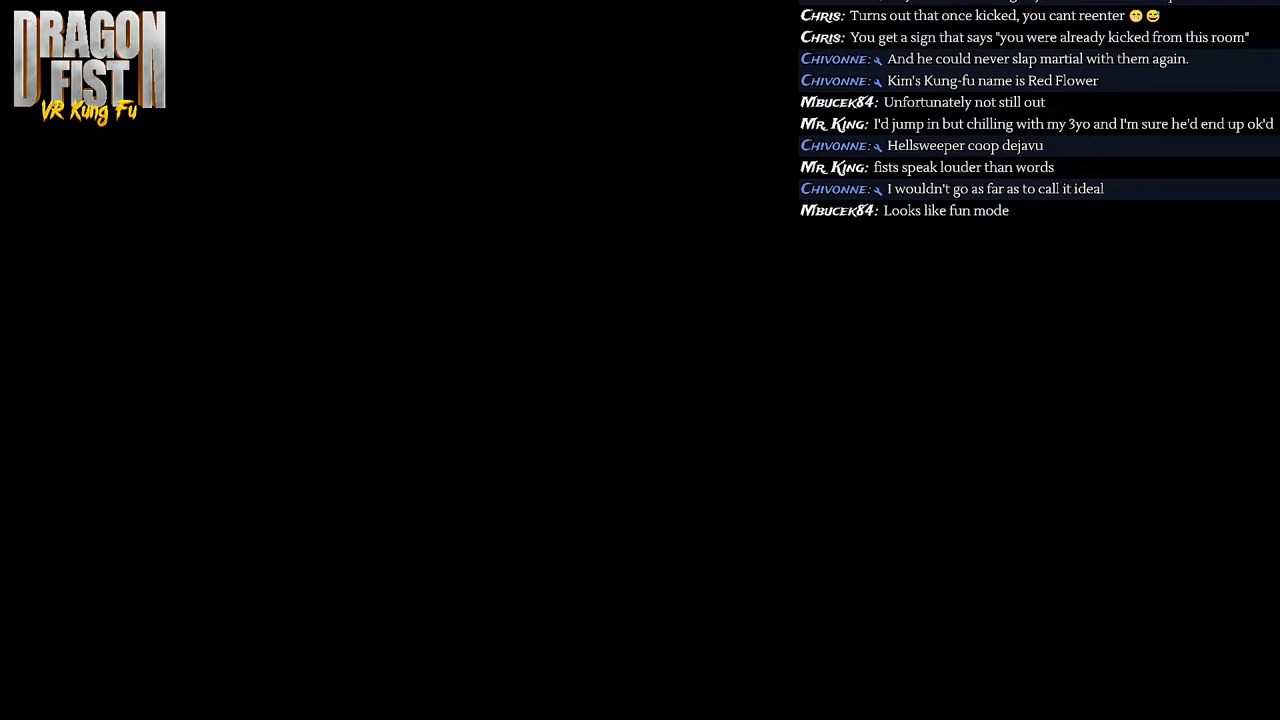 DRAGON
FIST
VR Kung Fu
Chris: Turns out that once kicked, you cant reenter 😁😅
Chris: You get a sign that says "you were already kicked from this room"
Chivonne: And he could never slap martial with them again.
Chivonne: Kim's Kung-fu name is Red Flower
Mbucek84: Unfortunately not still out
Mr. King: I'd jump in but chilling with my 3yo and I'm sure he'd end up ok'd
Chivonne: Hellsweeper coop dejavu
Mr. King: fists speak louder than words
Chivonne: I wouldn't go as far as to call it ideal
Mbucek84: Looks like fun mode